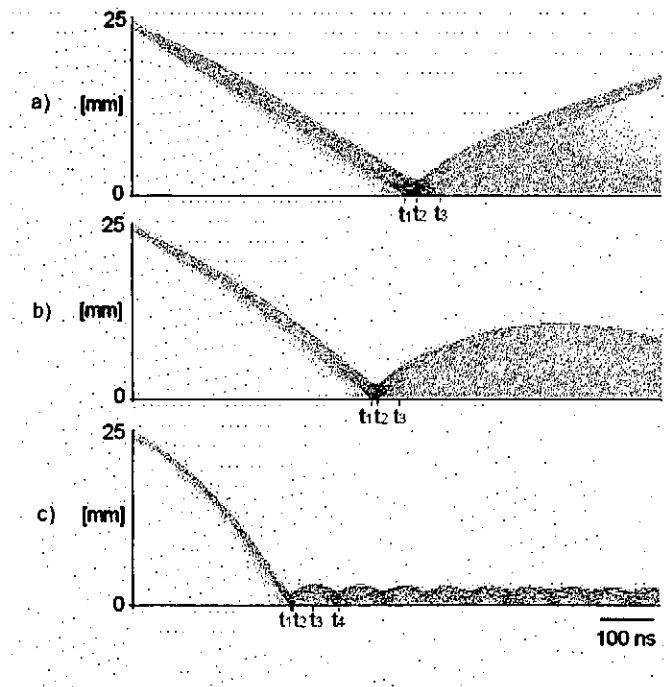 25
a) [mm]
0
t₁ t₂ t₃
25
b) [mm]
0
t₁ t₂ t₃
25
c) [mm]
0
t₁ t₂ t₃ t₄
100 ns